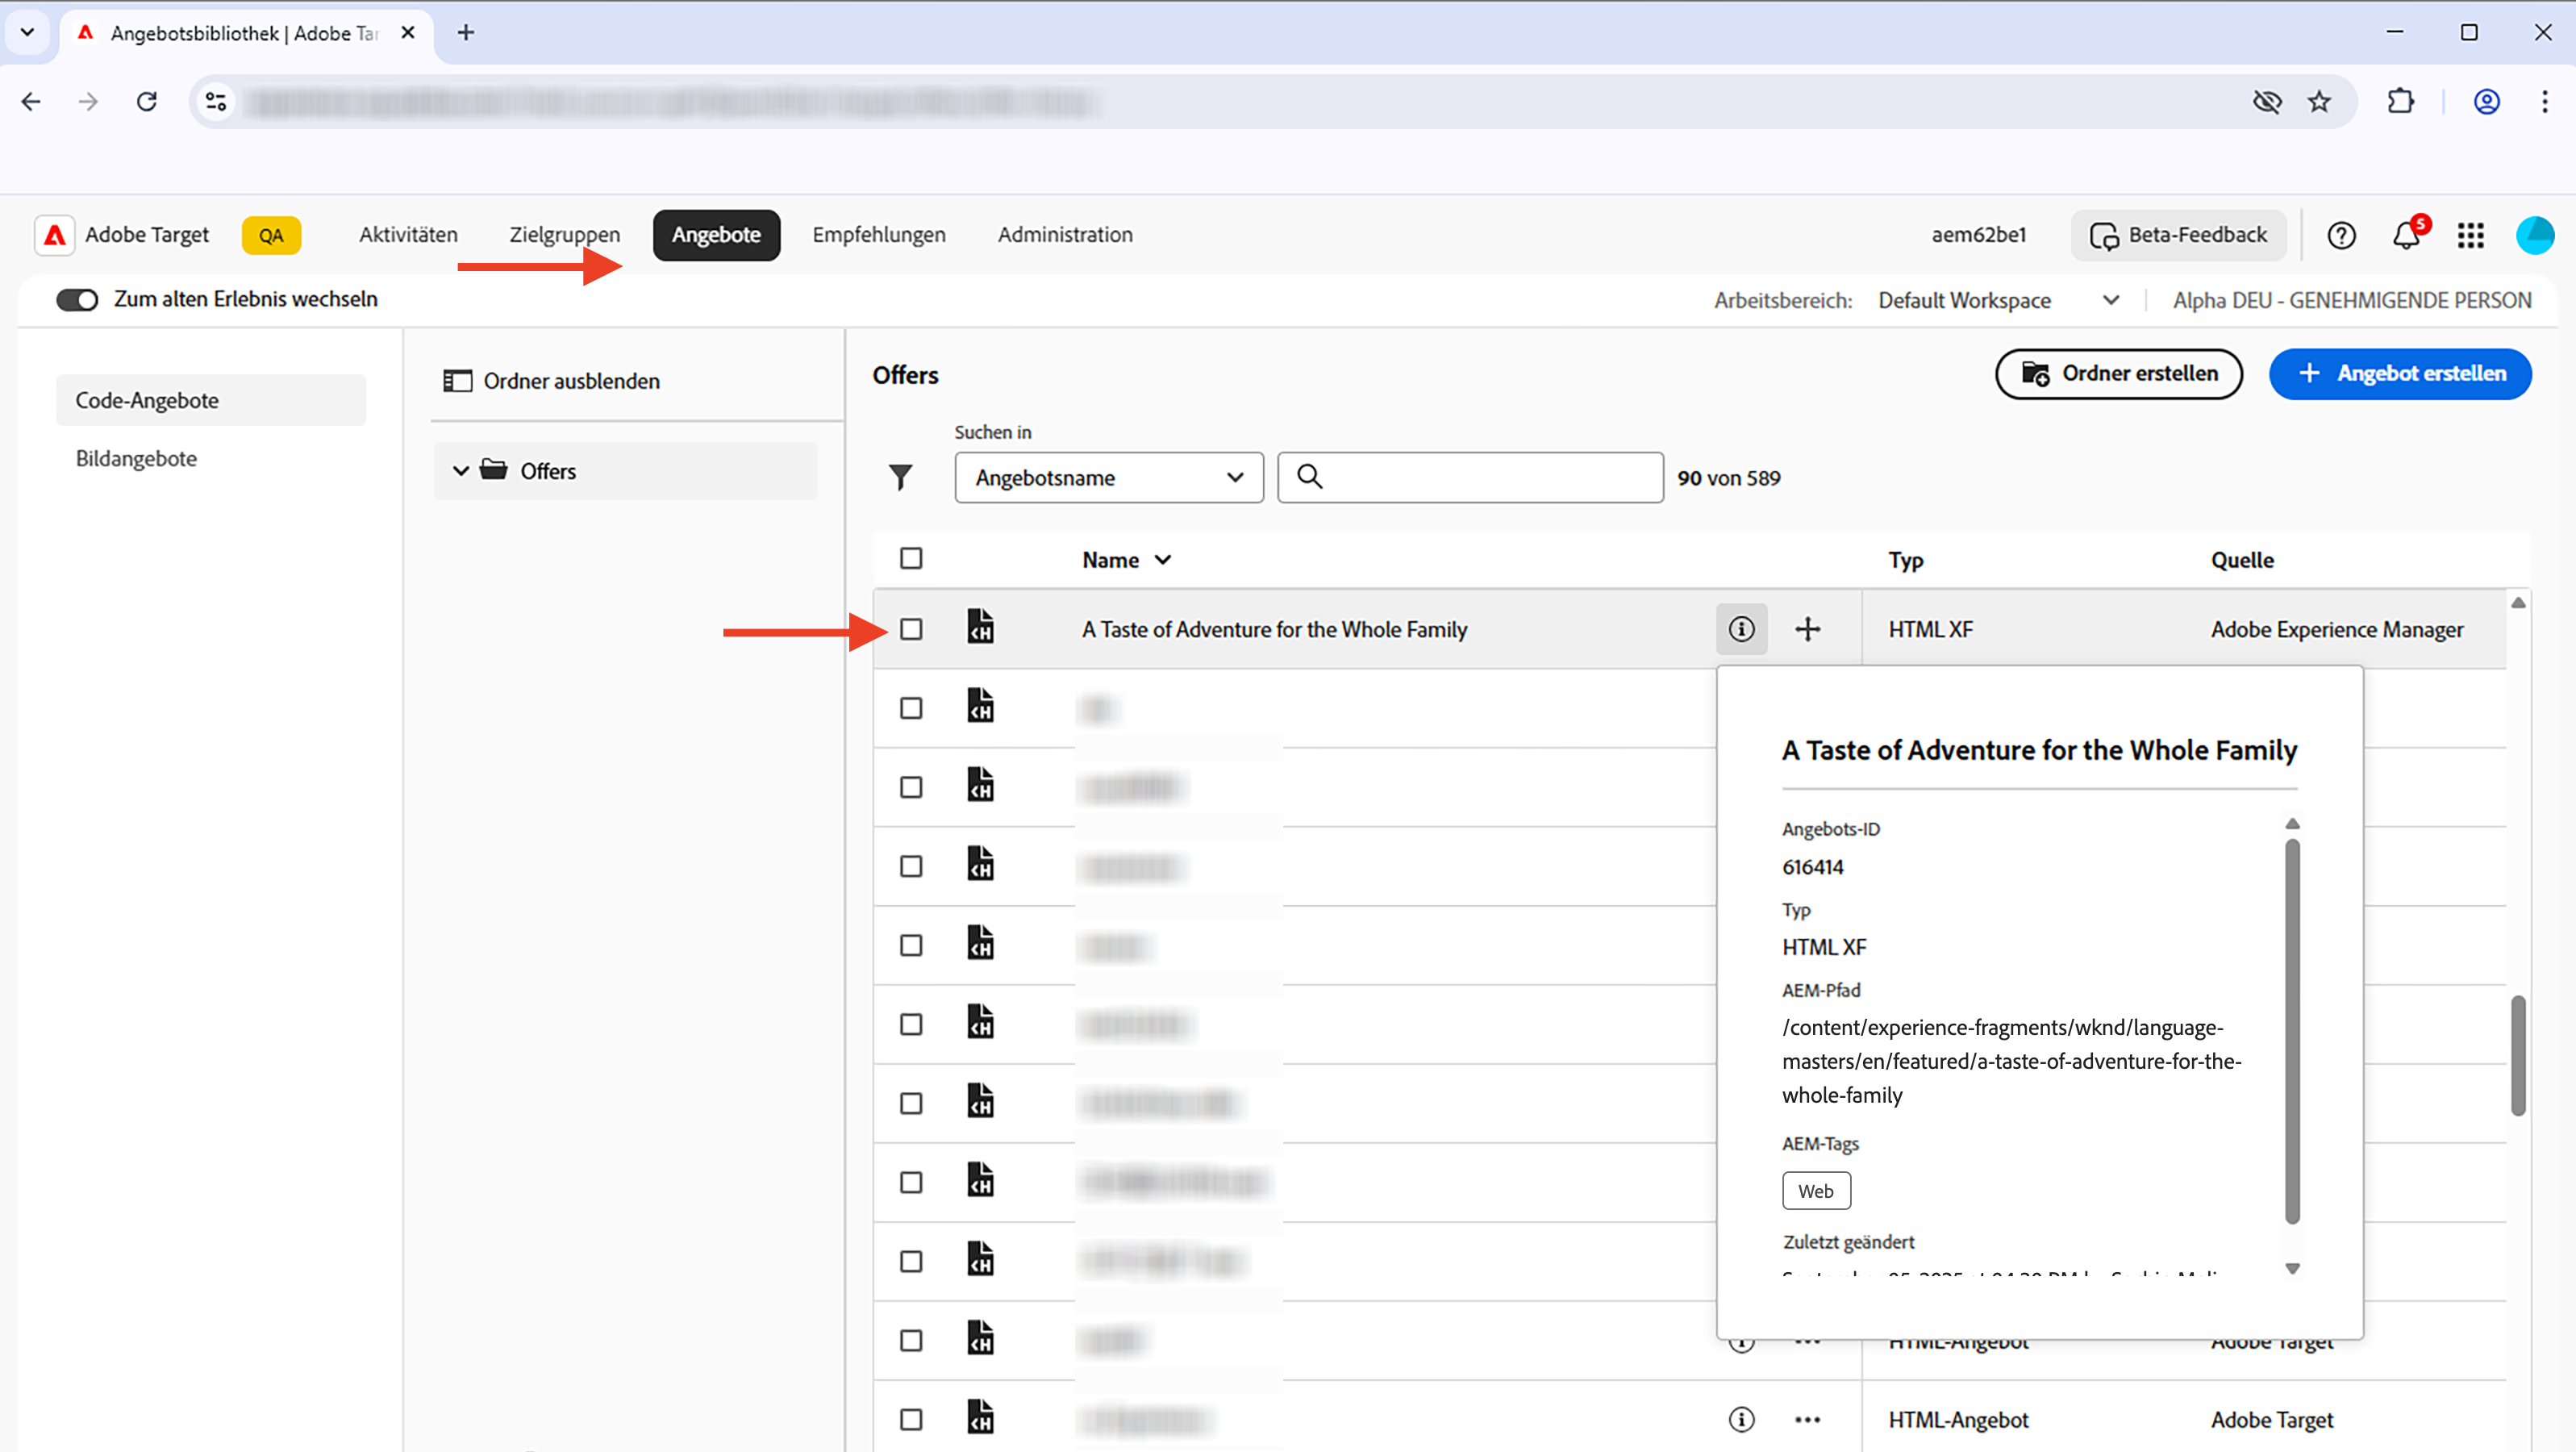 Angebotsbibliothek | Adobe Tar
Adobe Target
QA
Aktivitäten
Zielgruppen
Angebote
Empfehlungen
Administration
aem62be1
Beta-Feedback
5
Zum alten Erlebnis wechseln
Arbeitsbereich:
Default Workspace
Alpha DEU - GENEHMIGENDE PERSON
Code-Angebote
Bildangebote
Ordner ausblenden
Offers
Offers
Ordner erstellen
Angebot erstellen
Suchen in
Angebotsname
90 von 589
Name
Typ
Quelle
A Taste of Adventure for the Whole Family
HTML XF
Adobe Experience Manager
A Taste of Adventure for the Whole Family
Angebots-ID
616414
Typ
HTML XF
AEM-Pfad
/content/experience-fragments/wknd/language-
masters/en/featured/a-taste-of-adventure-for-the-
whole-family
AEM-Tags
Web
Zuletzt geändert
HTML-Angebot
Adobe Target
HTML-Angebot
Adobe Target